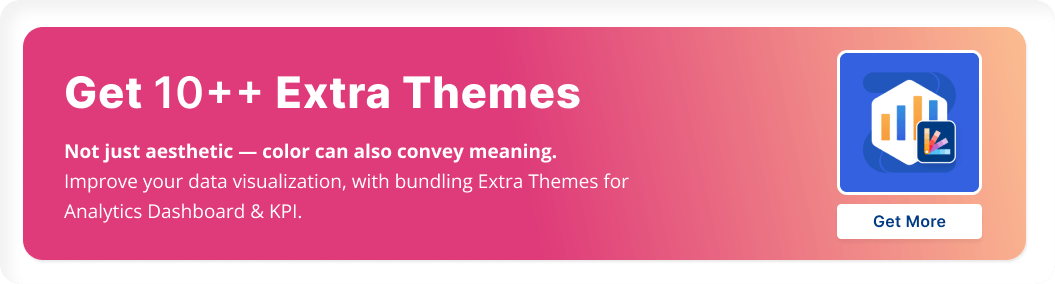 Get 10++ Extra Themes
Not just aesthetic — color can also convey meaning.
Improve your data visualization, with bundling Extra Themes for
Analytics Dashboard & KPI.
Get More